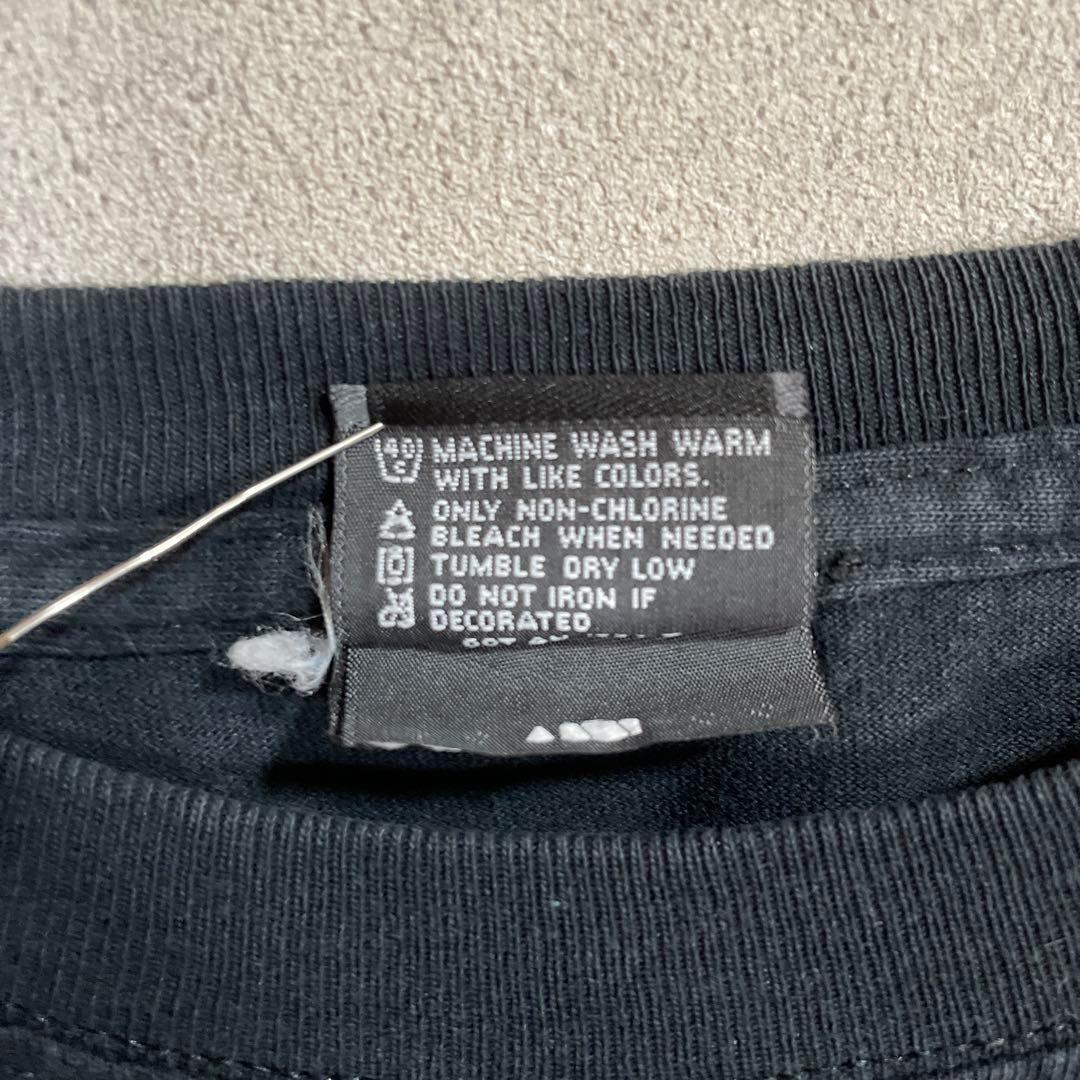 40
c
MACHINE WASH WARM
WITH LIKE COLORS.
ONLY NON-CHLORINE
BLEACH WHEN NEEDED
TUMBLE DRY LOW
DO NOT IRON IF
DECORATED